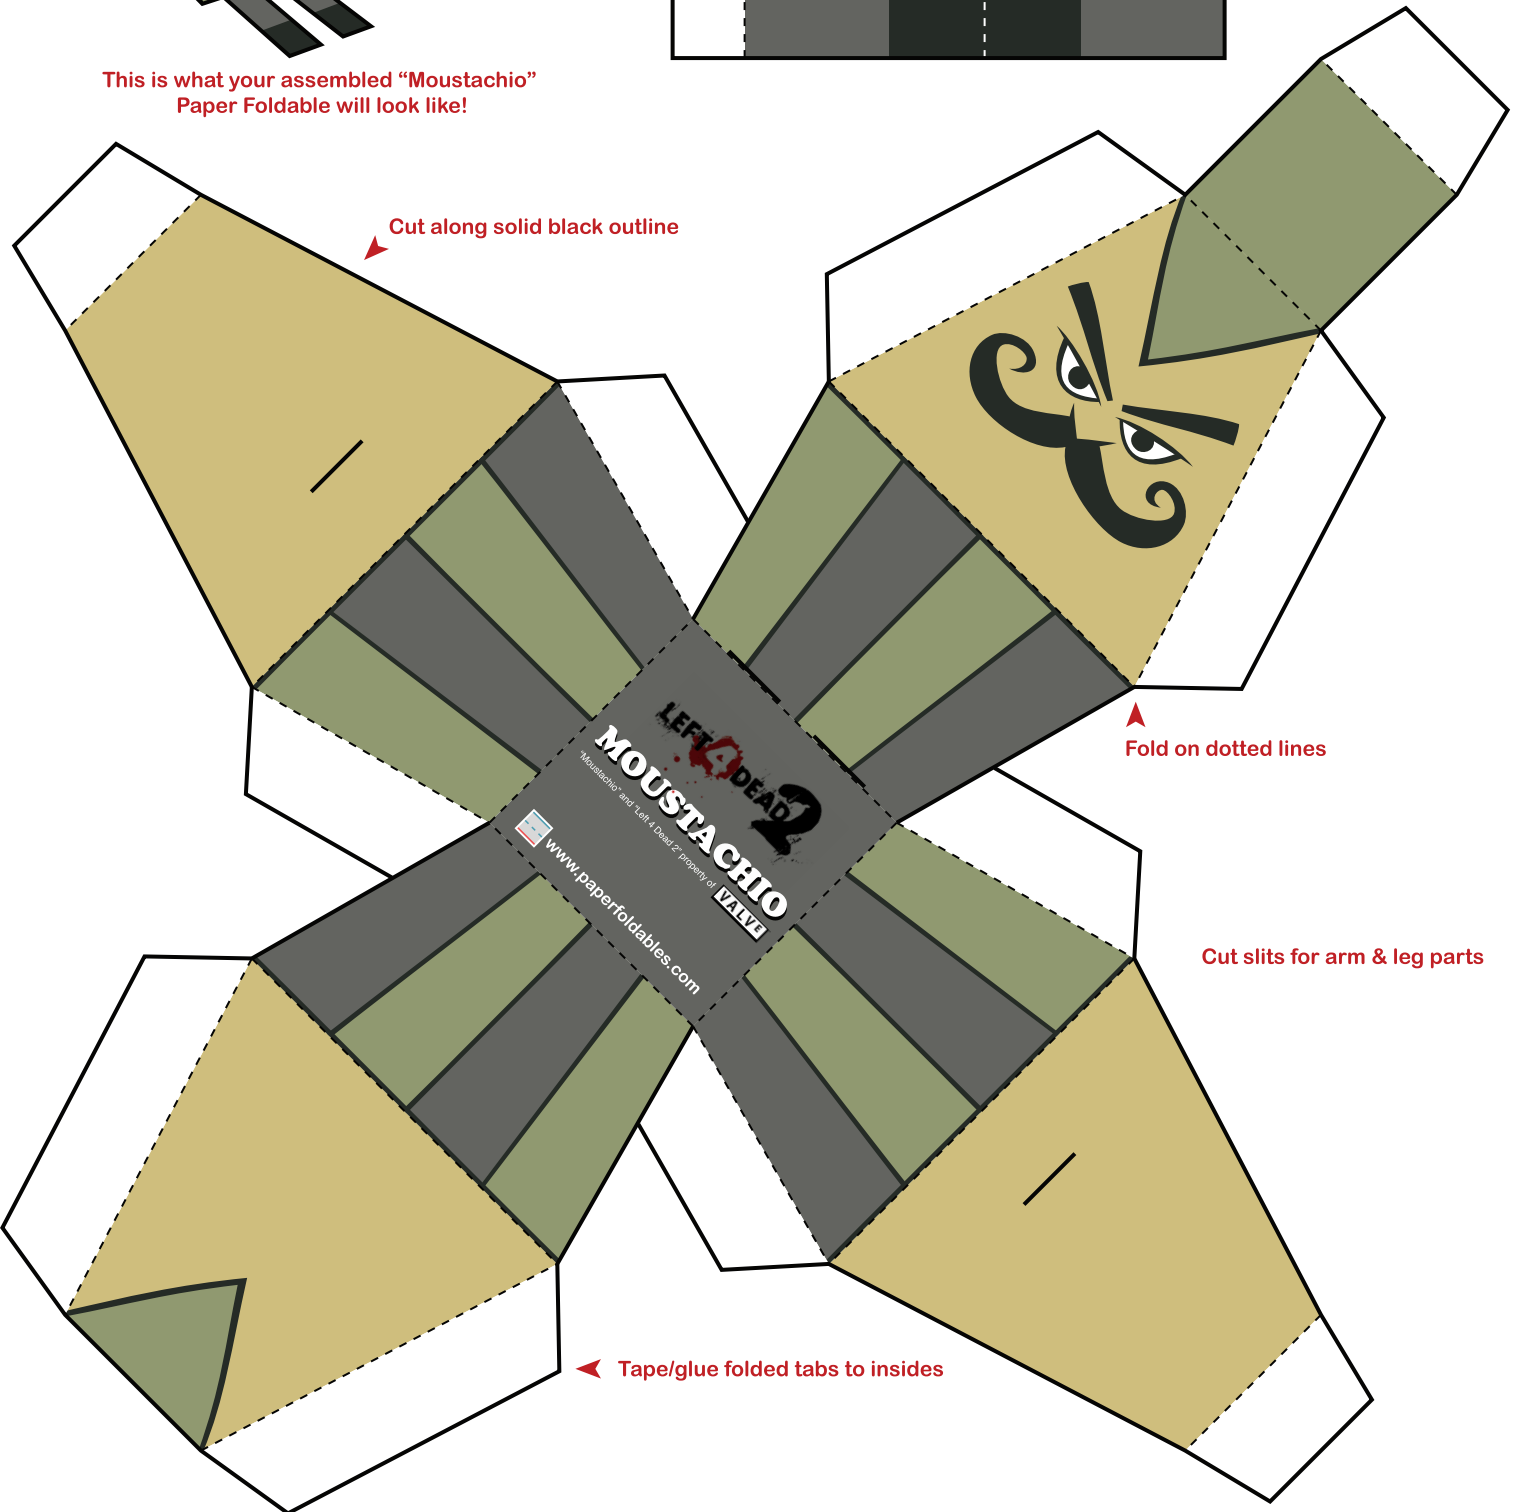 This is what your assembled “Moustachio”
Paper Foldable will look like!
Cut along solid black outline
Fold on dotted lines
LEFT 4 DEAD 2
MOUSTACHIO
"Moustachio" and "Left 4 Dead 2" property of VALVE
www.paperfoldables.com
Cut slits for arm & leg parts
Tape/glue folded tabs to insides